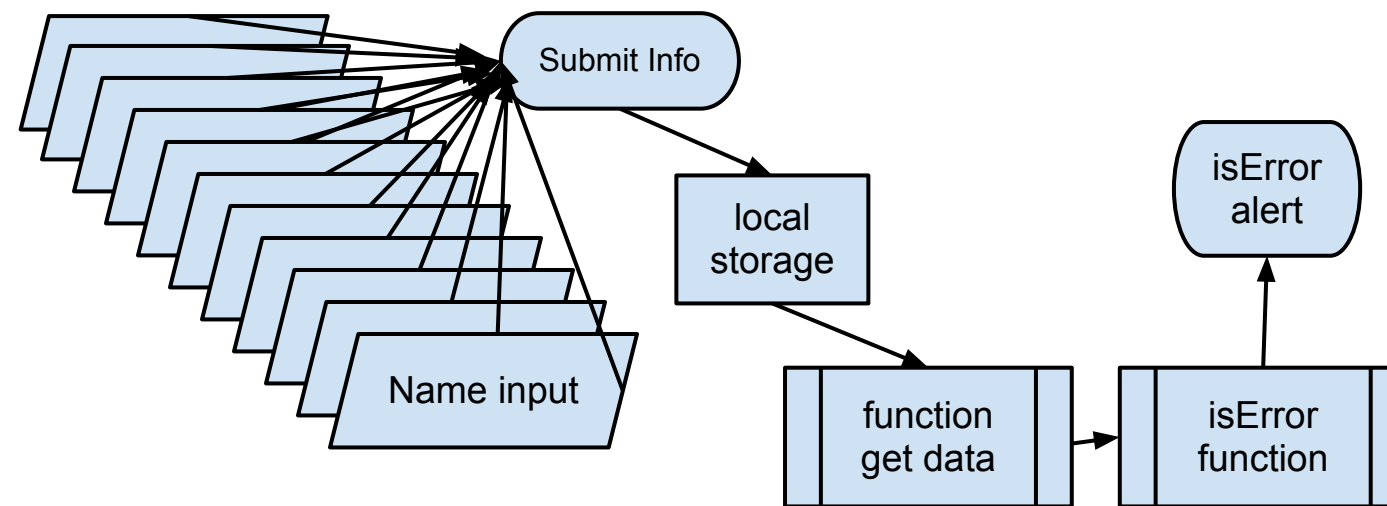 Submit Info
isError
alert
local
storage
Name input
function
get data
isError
function